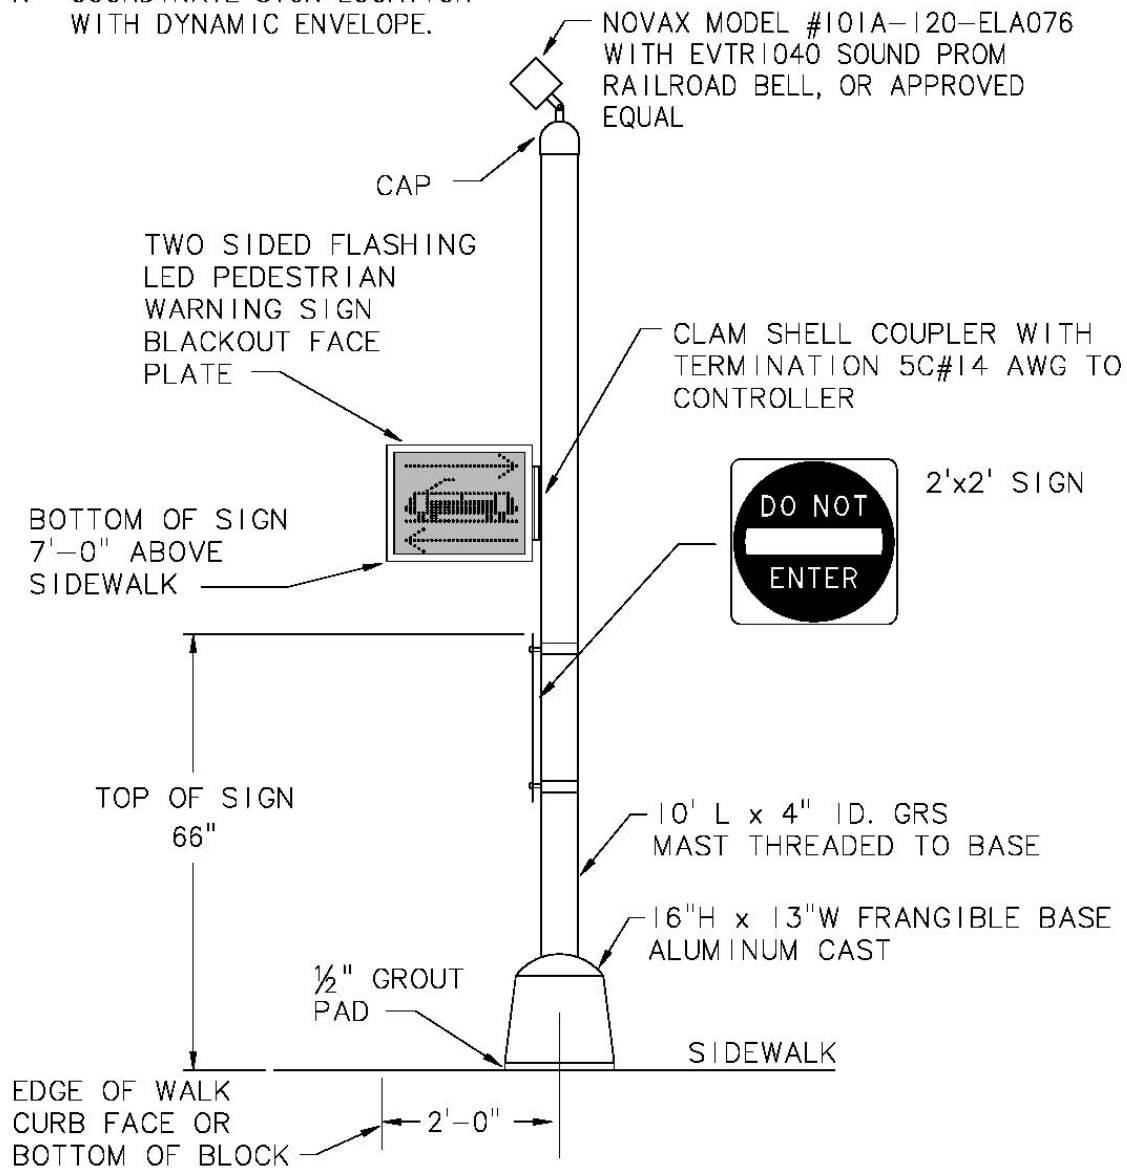 WITH DYNAMIC ENVELOPE.
NOVAX MODEL #101A-120-ELA076
WITH EVTR1040 SOUND PROM
RAILROAD BELL, OR APPROVED
EQUAL
CAP
TWO SIDED FLASHING
LED PEDESTRIAN
WARNING SIGN
BLACKOUT FACE
PLATE
CLAM SHELL COUPLER WITH
TERMINATION 5C#14 AWG TO
CONTROLLER
2'x2' SIGN
DO NOT
ENTER
BOTTOM OF SIGN
7'-0" ABOVE
SIDEWALK
TOP OF SIGN
66"
10' L x 4" ID. GRS
MAST THREADED TO BASE
16"H x 13"W FRANGIBLE BASE
ALUMINUM CAST
½" GROUT
PAD
SIDEWALK
EDGE OF WALK
CURB FACE OR
BOTTOM OF BLOCK
2'-0"